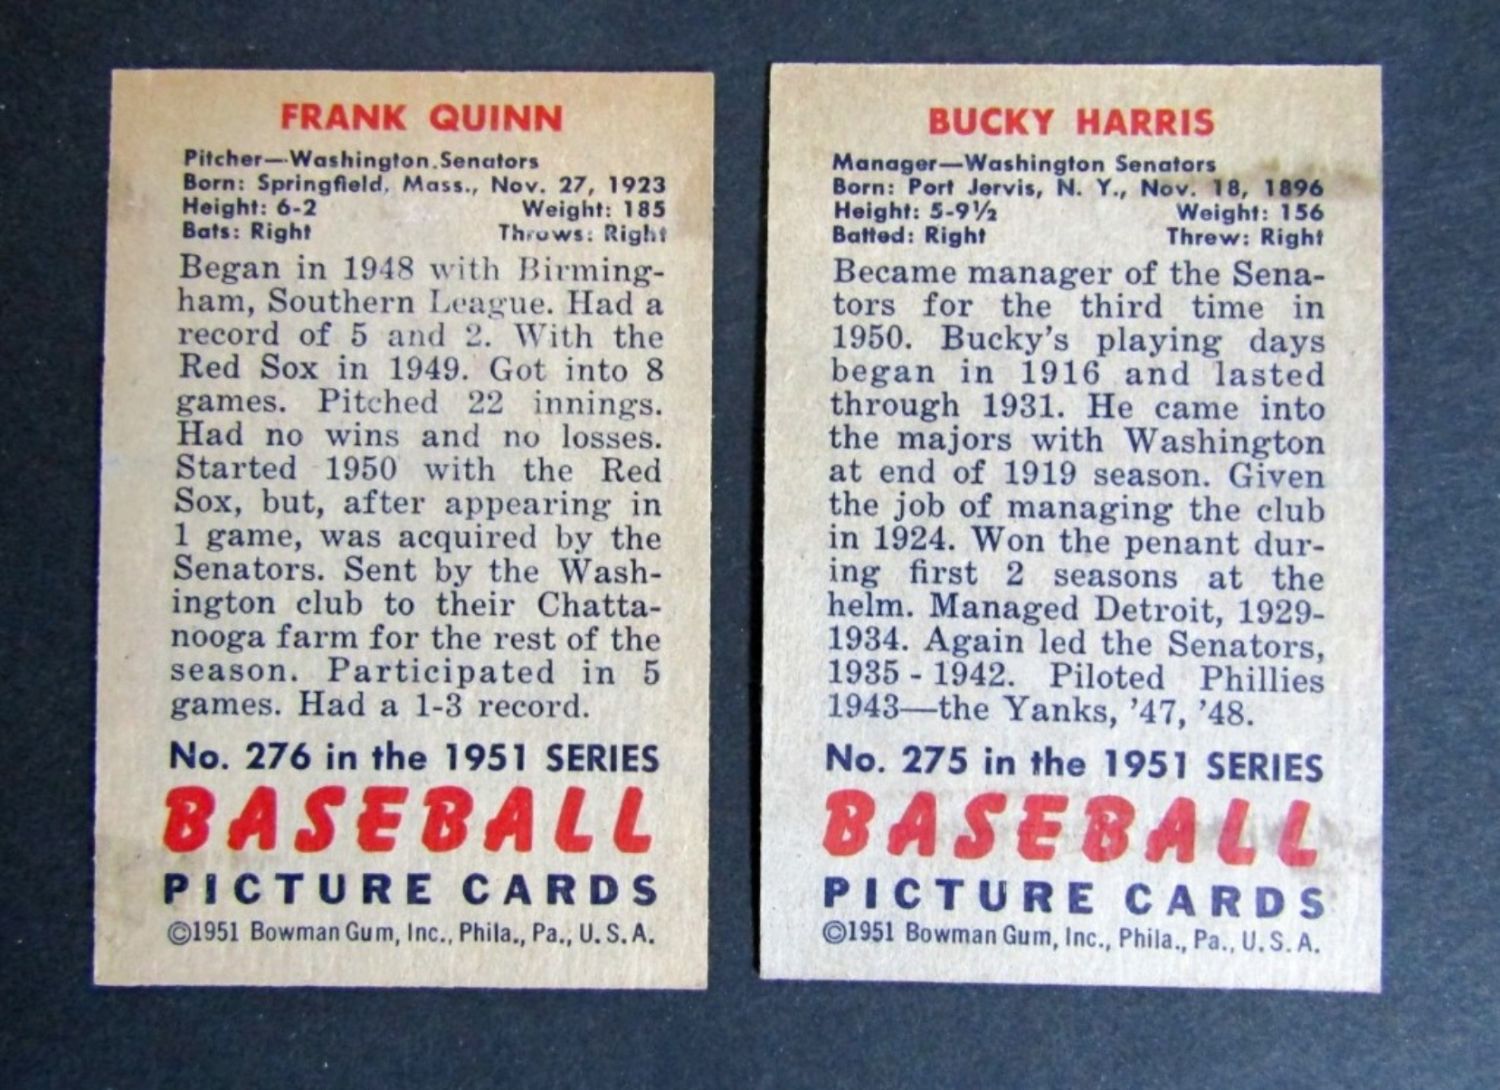 FRANK QUINN
Pitcher—Washington Senators
Born: Springfield, Mass., Nov. 27, 1923
Height: 6-2 Weight: 185
Bats: Right Throws: Right
Began in 1948 with Birming-
ham, Southern League. Had a
record of 5 and 2. With the
Red Sox in 1949. Got into 8
games. Pitched 22 innings.
Had no wins and no losses.
Started 1950 with the Red
Sox, but, after appearing in
1 game, was acquired by the
Senators. Sent by the Wash-
ington club to their Chatta-
nooga farm for the rest of the
season. Participated in 5
games. Had a 1-3 record.
No. 276 in the 1951 SERIES
BASEBALL
PICTURE CARDS
©1951 Bowman Gum, Inc., Phila., Pa., U. S. A.
BUCKY HARRIS
Manager—Washington Senators
Born: Port Jervis, N. Y., Nov. 18, 1896
Height: 5-9½ Weight: 156
Batted: Right Threw: Right
Became manager of the Sena-
tors for the third time in
1950. Bucky's playing days
began in 1916 and lasted
through 1931. He came into
the majors with Washington
at end of 1919 season. Given
the job of managing the club
in 1924. Won the penant dur-
ing first 2 seasons at the
helm. Managed Detroit, 1929-
1934. Again led the Senators,
1935 - 1942. Piloted Phillies
1943—the Yanks, '47, '48.
No. 275 in the 1951 SERIES
BASEBALL
PICTURE CARDS
©1951 Bowman Gum, Inc., Phila., Pa., U. S. A.